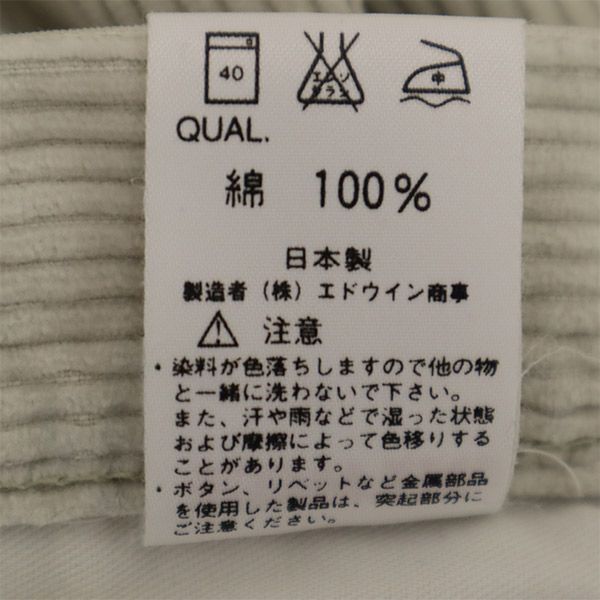 40 エンソ サラシ 中
QUAL.
綿 100%
日本製
製造者(株)エドウイン商事
⚠ 注意
・染料が色落ちしますので他の物
と一緒に洗わないで下さい。
また、汗や雨などで湿った状態
および摩擦によって色移りする
ことがあります。
・ボタン、リベットなど金属部品
を使用した製品は、突起部分に
ご注意ください。